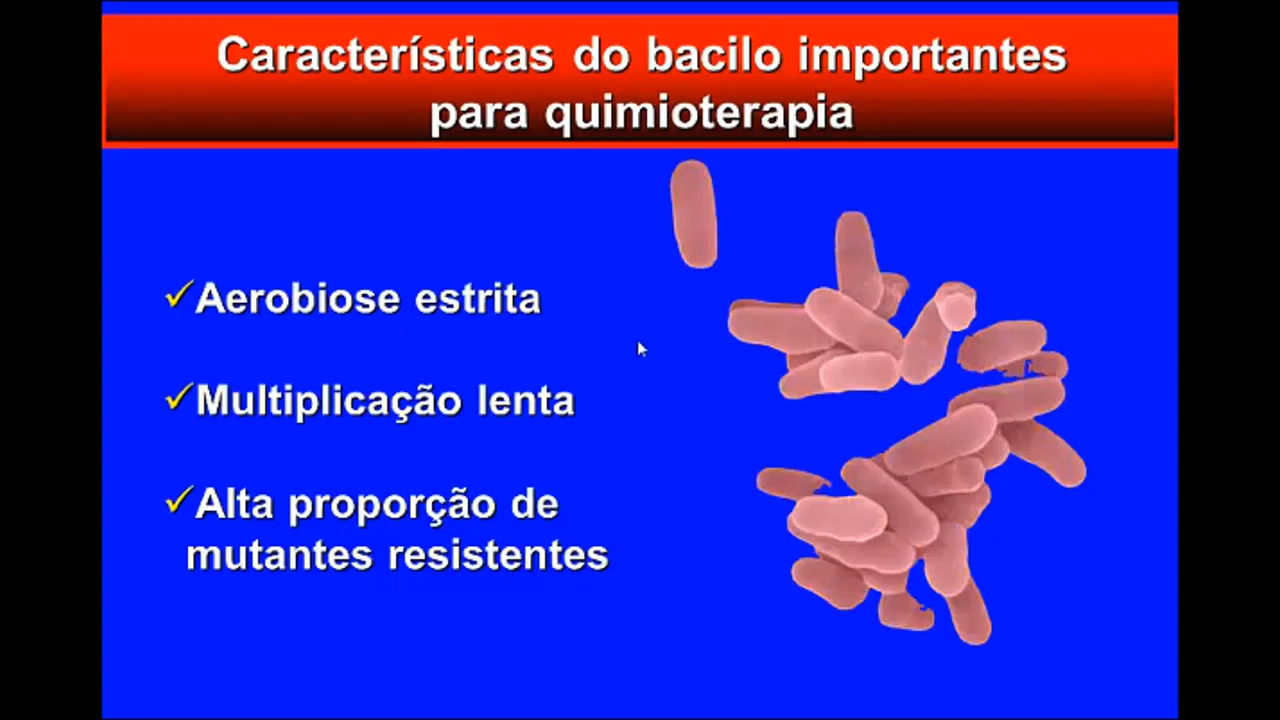 Características do bacilo importantes
para quimioterapia
✓Aerobiose estrita
✓Multiplicação lenta
✓Alta proporção de
mutantes resistentes